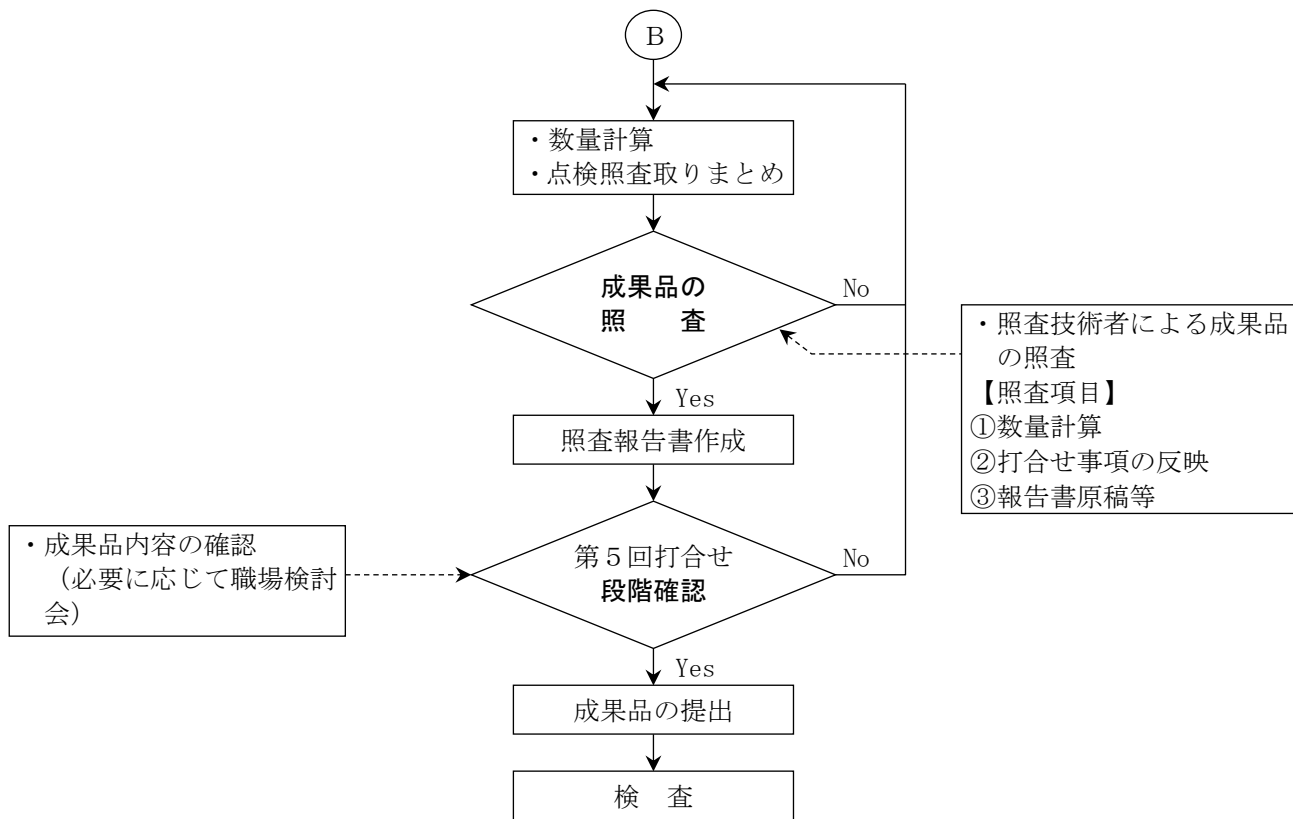 B
・数量計算
・点検照査取りまとめ
成果品の
照　　査
No
・照査技術者による成果品
の照査
【照査項目】
①数量計算
②打合せ事項の反映
③報告書原稿等
Yes
照査報告書作成
・成果品内容の確認
（必要に応じて職場検討
会）
第５回打合せ
段階確認
No
Yes
成果品の提出
検　査